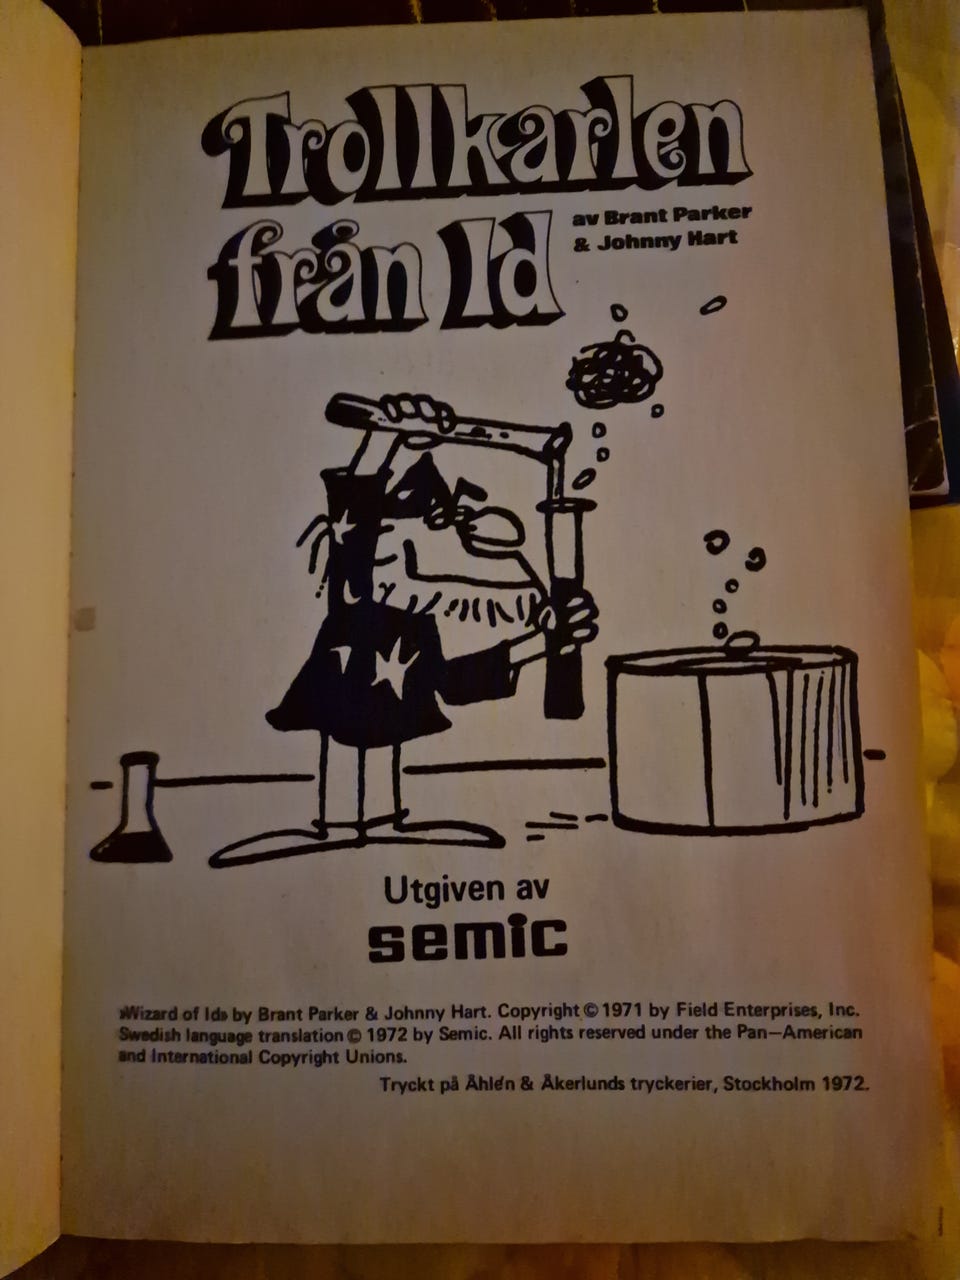 Trollkarlen
från Id
av Brant Parker
& Johnny Hart
Utgiven av
semic
»Wizard of Id» by Brant Parker & Johnny Hart. Copyright © 1971 by Field Enterprises, Inc.
Swedish language translation © 1972 by Semic. All rights reserved under the Pan—American
and International Copyright Unions.
Tryckt på Åhlén & Åkerlunds tryckerier, Stockholm 1972.